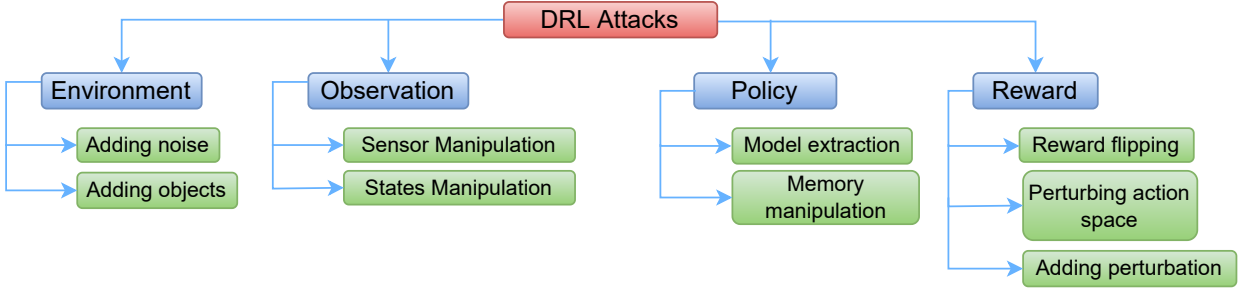 DRL Attacks
Environment
Adding noise
Adding objects
Observation
Sensor Manipulation
States Manipulation
Policy
Model extraction
Memory
manipulation
Reward
Reward flipping
Perturbing action
space
Adding perturbation